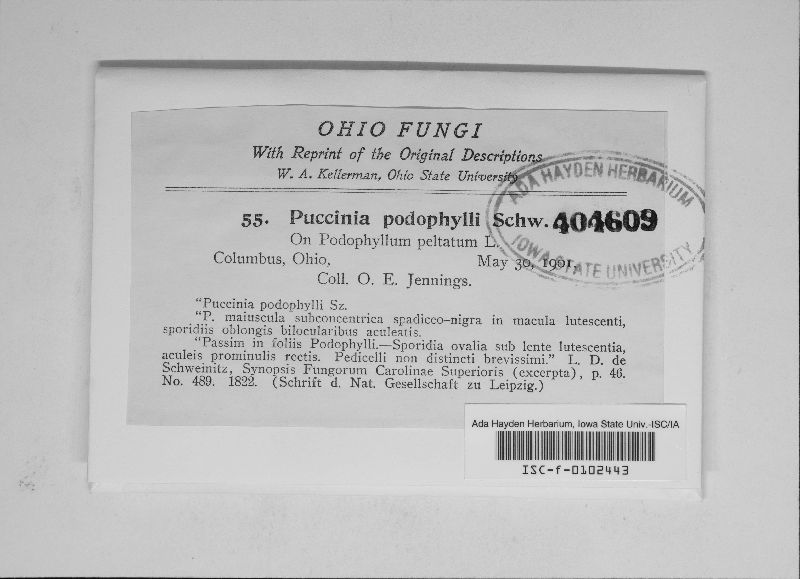 OHIO FUNGI
With Reprint of the Original Descriptions
W. A. Kellerman, Ohio State University
55. Puccinia podophylli Schw. 404609
On Podophyllum peltatum L.
Columbus, Ohio, May 30, 1901.
Coll. O. E. Jennings.
ADA HAYDEN HERBARIUM
IOWA STATE UNIVERSITY
"Puccinia podophylli Sz.
"P. maiuscula subconcentrica spadiceo-nigra in macula lutescenti,
sporidiis oblongis bilocularibus aculeatis.
"Passim in foliis Podophylli.—Sporidia ovalia sub lente lutescentia,
aculeis prominulis rectis. Pedicelli non distincti brevissimi." L. D. de
Schweinitz, Synopsis Fungorum Carolinae Superioris (excerpta), p. 46.
No. 489. 1822. (Schrift d. Nat. Gesellschaft zu Leipzig.)
Ada Hayden Herbarium, Iowa State Univ.-ISC/IA
ISC-f-0102443